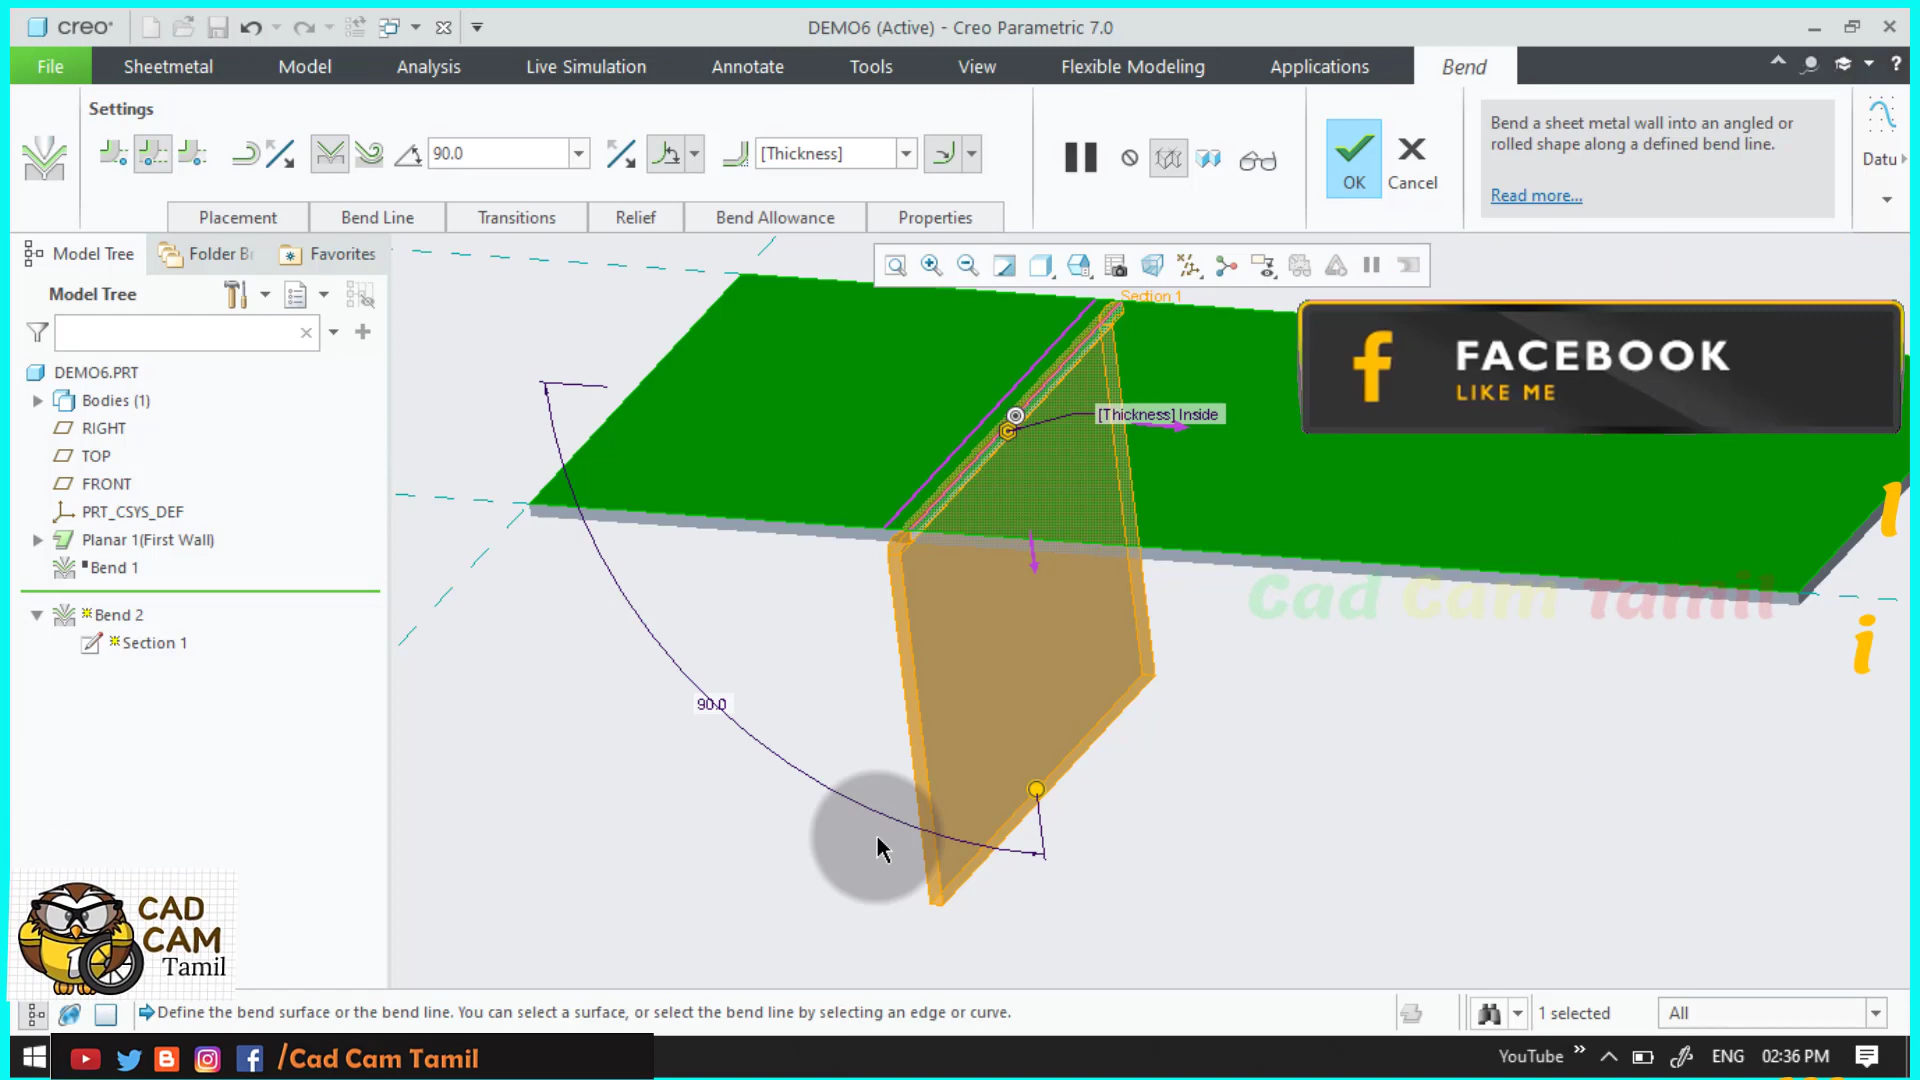 creo
DEMO6 (Active) - Creo Parametric 7.0
File Sheetmetal Model Analysis Live Simulation Annotate Tools View Flexible Modeling Applications Bend
Settings
90.0
[Thickness]
OK
Cancel
Bend a sheet metal wall into an angled or
rolled shape along a defined bend line.
Read more...
Datu
Placement Bend Line Transitions Relief Bend Allowance Properties
Model Tree Folder Br Favorites
Model Tree
DEMO6.PRT
Bodies (1)
RIGHT
TOP
FRONT
PRT_CSYS_DEF
Planar 1(First Wall)
Bend 1
Bend 2
Section 1
Section 1
[Thickness] Inside
90.0
FACEBOOK
LIKE ME
Cad Cam Tamil
l
i
CAD
CAM
Tamil
Define the bend surface or the bend line. You can select a surface, or select the bend line by selecting an edge or curve.
1 selected
All
/Cad Cam Tamil
YouTube
ENG
02:36 PM